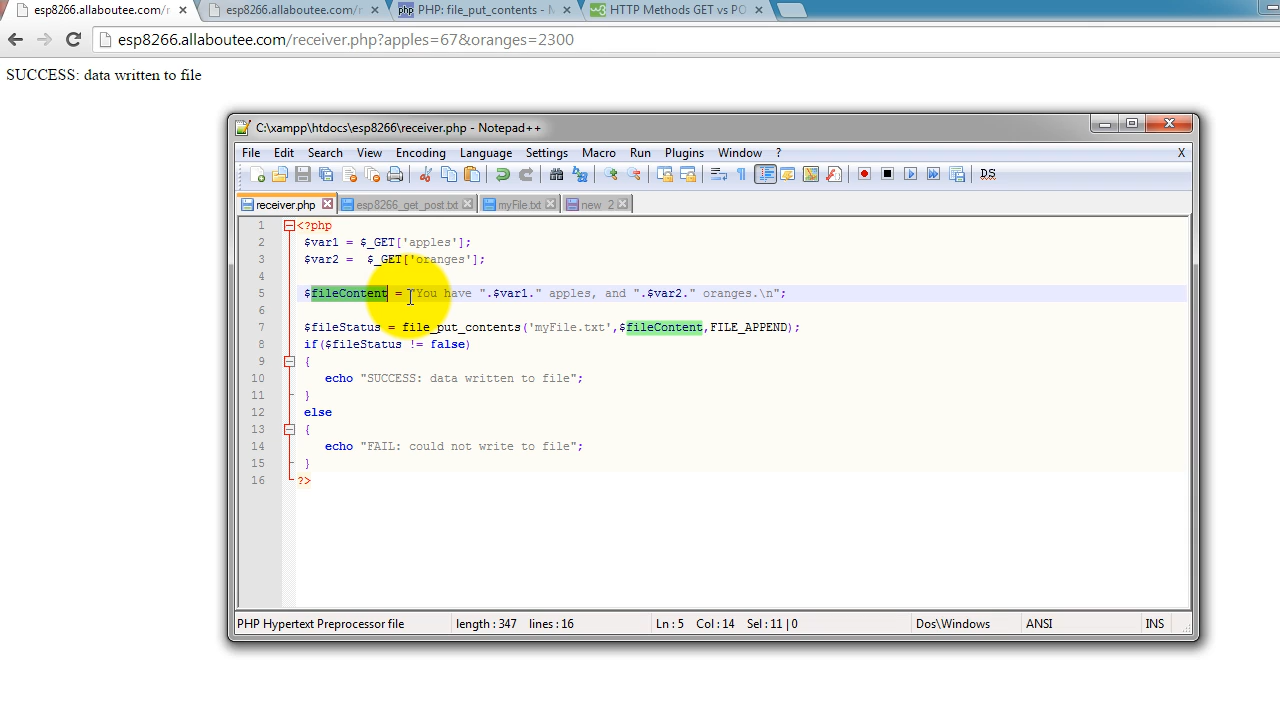 esp8266.allaboutee.com/r
esp8266.allaboutee.com/r
php PHP: file_put_contents - M
w3 HTTP Methods GET vs PO
esp8266.allaboutee.com/receiver.php?apples=67&oranges=2300
SUCCESS: data written to file
C:\xampp\htdocs\esp8266\receiver.php - Notepad++
File Edit Search View Encoding Language Settings Macro Run Plugins Window ? X
DS
receiver.php esp8266_get_post.txt myFile.txt new 2
1 <?php
2 $var1 = $_GET['apples'];
3 $var2 =  $_GET['oranges'];
4
5 $fileContent = "You have ".$var1." apples, and ".$var2." oranges.\n";
6
7 $fileStatus = file_put_contents('myFile.txt',$fileContent,FILE_APPEND);
8 if($fileStatus != false)
9 {
10 echo "SUCCESS: data written to file";
11 }
12 else
13 {
14 echo "FAIL: could not write to file";
15 }
16 ?>
PHP Hypertext Preprocessor file length : 347 lines : 16 Ln : 5 Col : 14 Sel : 11 | 0 Dos\Windows ANSI INS